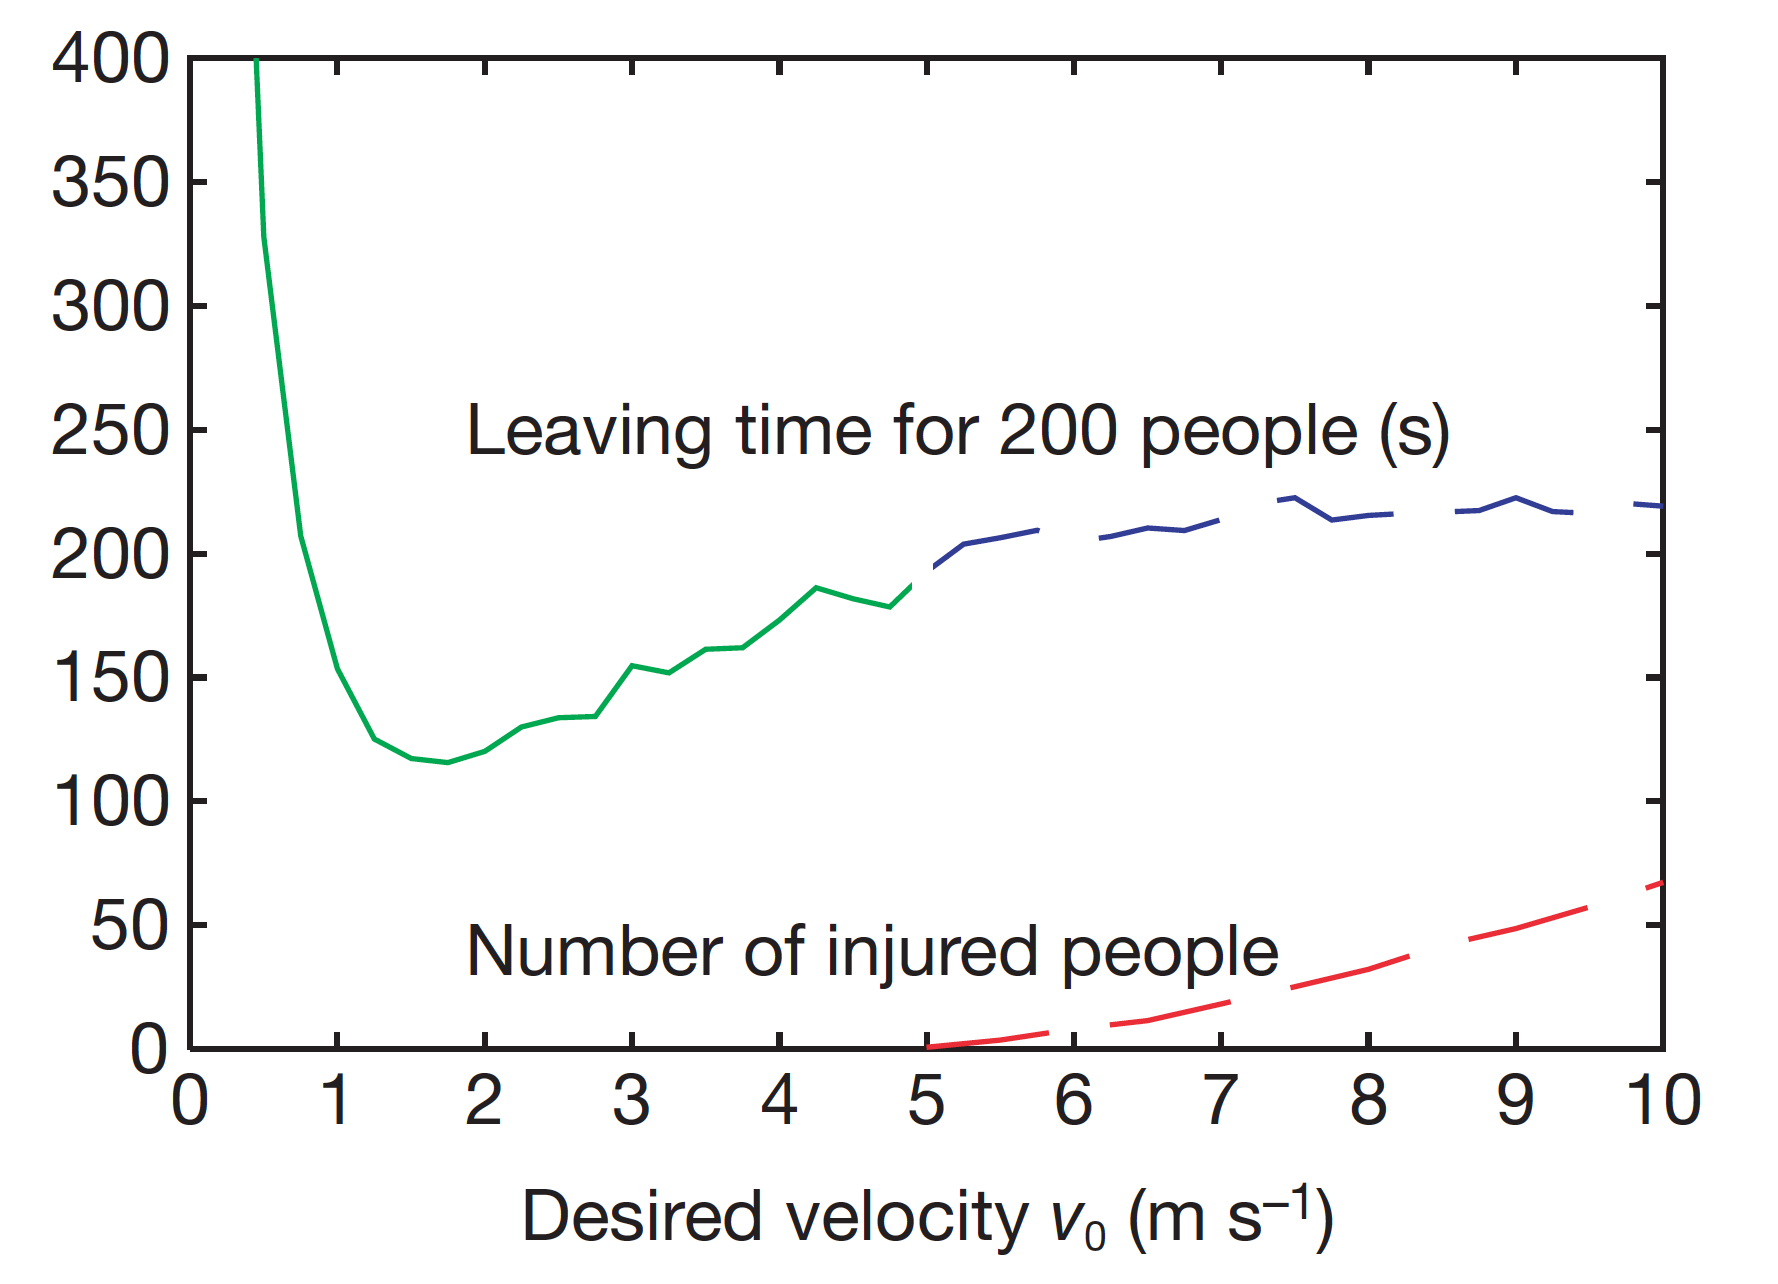 400
350
300
250
200
150
100
50
0
Leaving time for 200 people (s)
Number of injured people
0 1 2 3 4 5 6 7 8 9 10
Desired velocity v₀ (m s⁻¹)